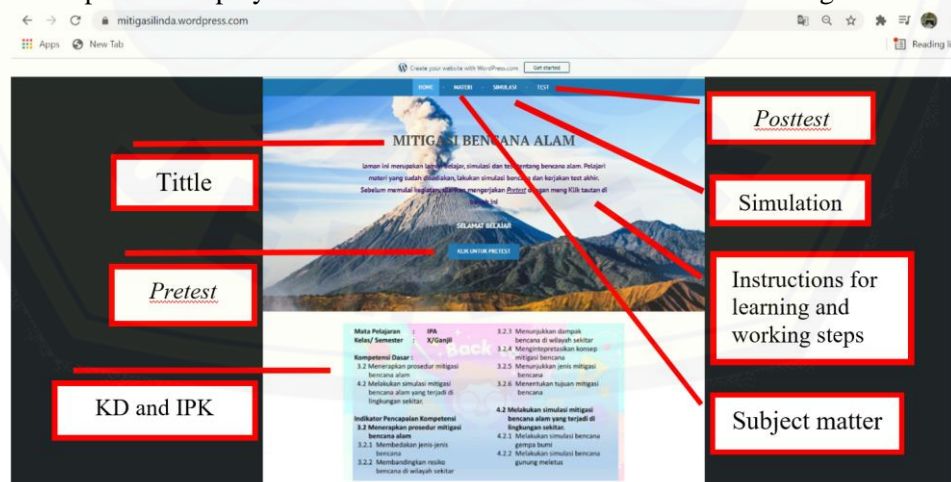 mitigasilinda.wordpress.com
Apps New Tab
Reading li
Create your website with WordPress.com Get started
HOME MATERI SIMULASI TEST
MITIGASI BENCANA ALAM
laman ini merupakan laman belajar, simulasi dan test tentang bencana alam. Pelajari
materi yang sudah disediakan, lakukan simulasi bencana dan kerjakan test akhir.
Sebelum memulai kegiatan, silahkan mengerjakan Pretest dengan meng Klik tautan di
bawah ini
SELAMAT BELAJAR
KLIK UNTUK PRETEST
Tittle
Pretest
KD and IPK
Posttest
Simulation
Instructions for
learning and
working steps
Subject matter
Mata Pelajaran : IPA
Kelas/ Semester : X/Ganjil
Kompetensi Dasar :
3.2 Menerapkan prosedur mitigasi
bencana alam
4.2 Melakukan simulasi mitigasi
bencana alam yang terjadi di
lingkungan sekitar.
Indikator Pencapaian Kompetensi
3.2 Menerapkan prosedur mitigasi
bencana alam
3.2.1 Membedakan jenis-jenis
bencana
3.2.2 Membandingkan resiko
bencana di wilayah sekitar
3.2.3 Menunjukkan dampak
bencana di wilayah sekitar
3.2.4 Mengintepretasikan konsep
mitigasi bencana
3.2.5 Menunjukkan jenis mitigasi
bencana
3.2.6 Menentukan tujuan mitigasi
bencana
4.2 Melakukan simulasi mitigasi
bencana alam yang terjadi di
lingkungan sekitar.
4.2.1 Melakukan simulasi bencana
gempa bumi
4.2.2 Melakukan simulasi bencana
gunung meletus